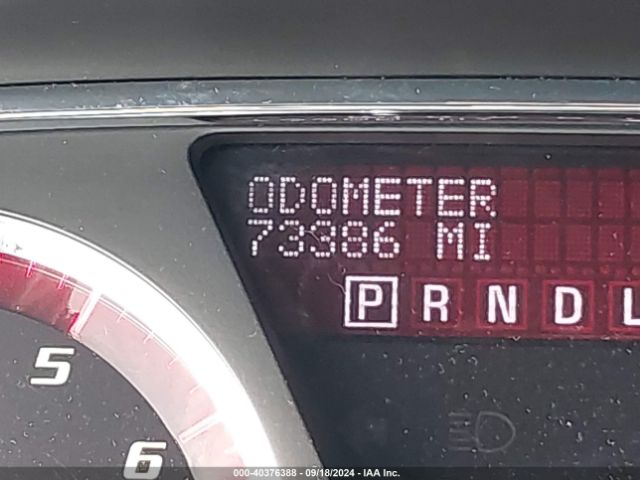 ODOMETER
73386 MI
P R N D L
5
6
000-40376388 - 09/18/2024 - IAA Inc.